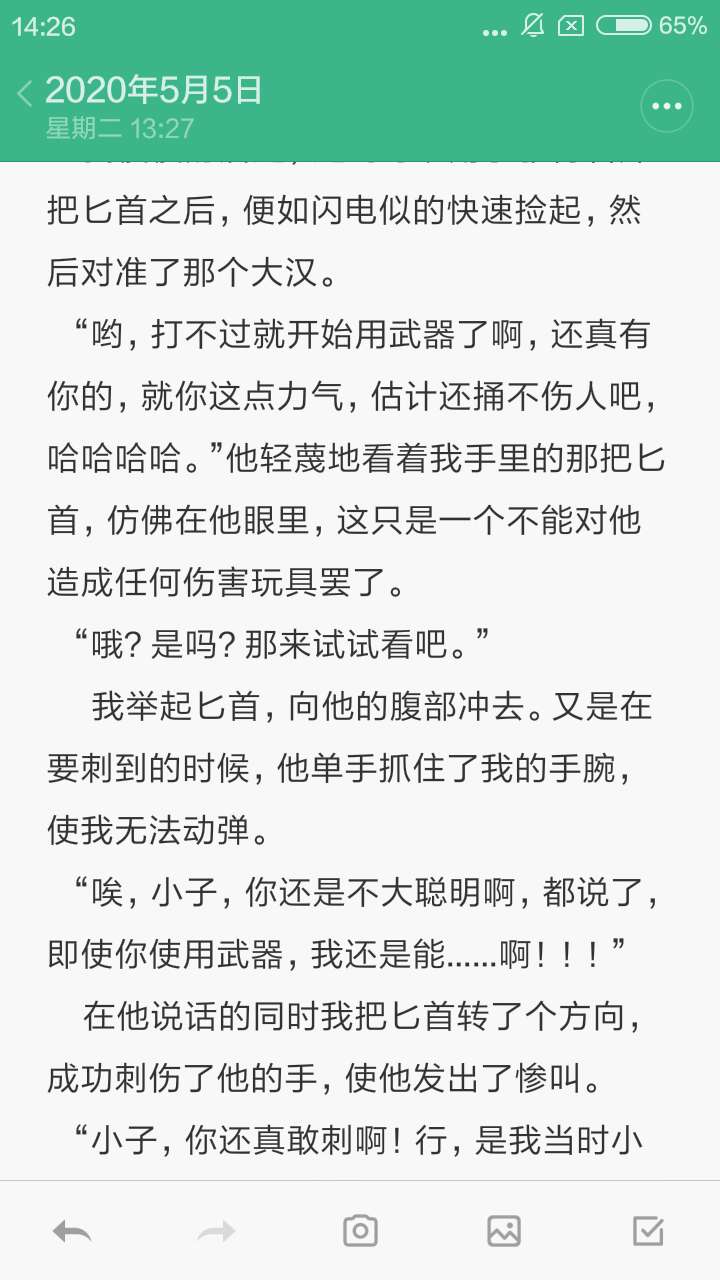 14:26
65%
2020年5月5日
星期二 13:27
把匕首之后，便如闪电似的快速捡起，然
后对准了那个大汉。
“哟，打不过就开始用武器了啊，还真有
你的，就你这点力气，估计还捅不伤人吧，
哈哈哈哈。”他轻蔑地看着我手里的那把匕
首，仿佛在他眼里，这只是一个不能对他
造成任何伤害玩具罢了。
“哦？是吗？那来试试看吧。”
我举起匕首，向他的腹部冲去。又是在
要刺到的时候，他单手抓住了我的手腕，
使我无法动弹。
“唉，小子，你还是不大聪明啊，都说了，
即使你使用武器，我还是能……啊！！！”
在他说话的同时我把匕首转了个方向，
成功刺伤了他的手，使他发出了惨叫。
“小子，你还真敢刺啊！行，是我当时小